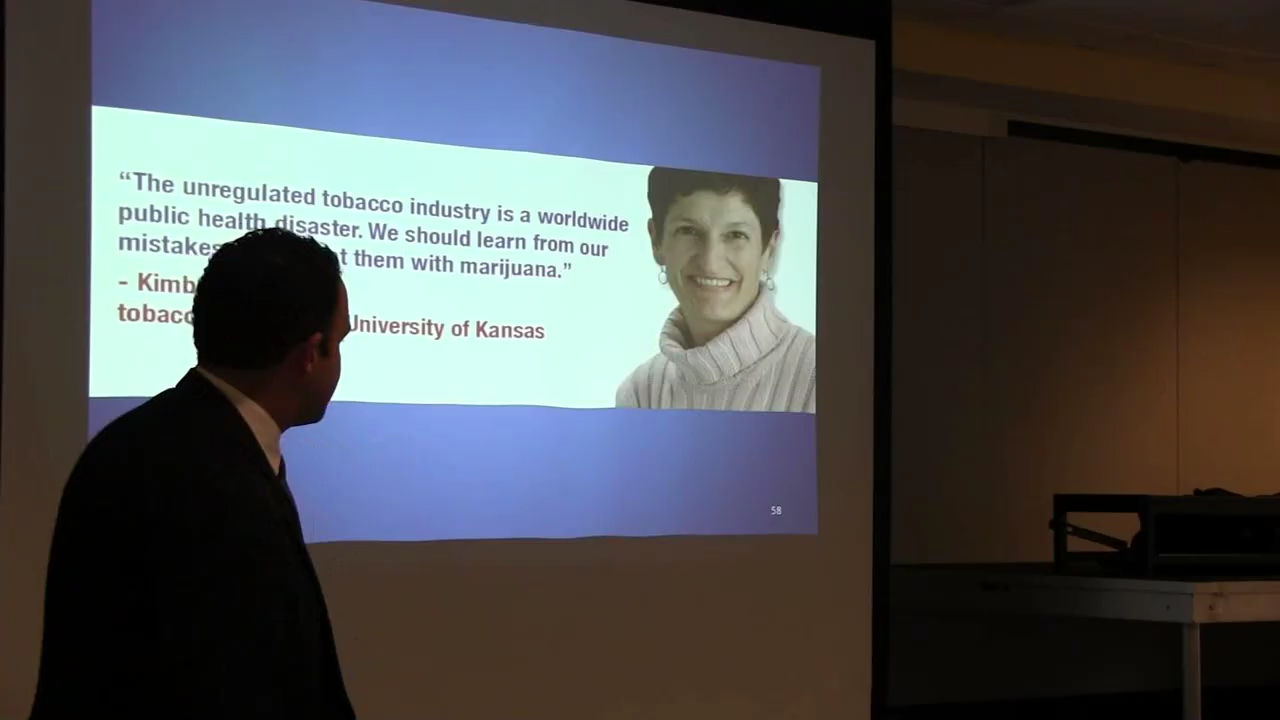 “The unregulated tobacco industry is a worldwide
public health disaster. We should learn from our
mistakes them with marijuana.”
- Kimb
tobacc University of Kansas
58